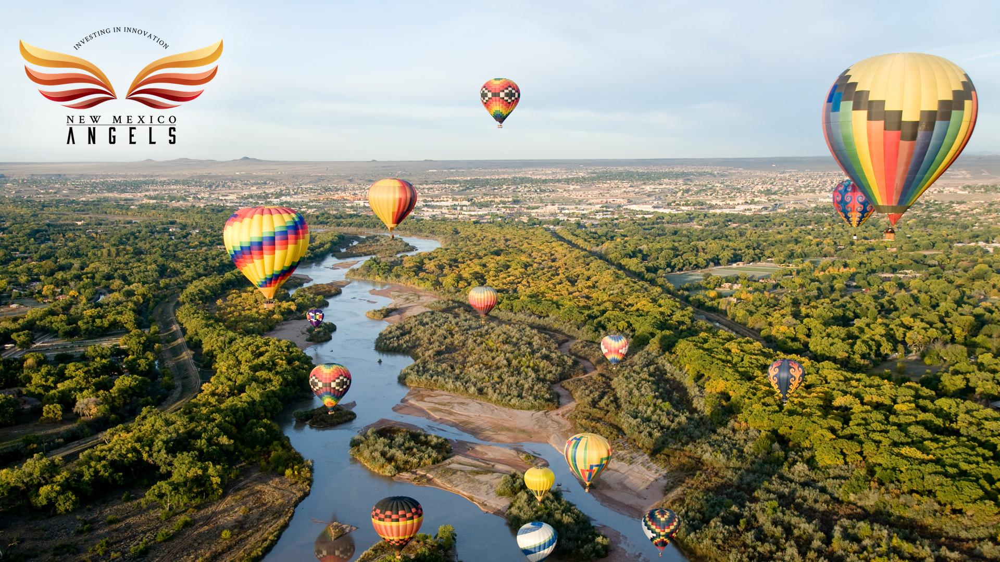 INVESTING IN INNOVATION
NEW MEXICO
ANGELS